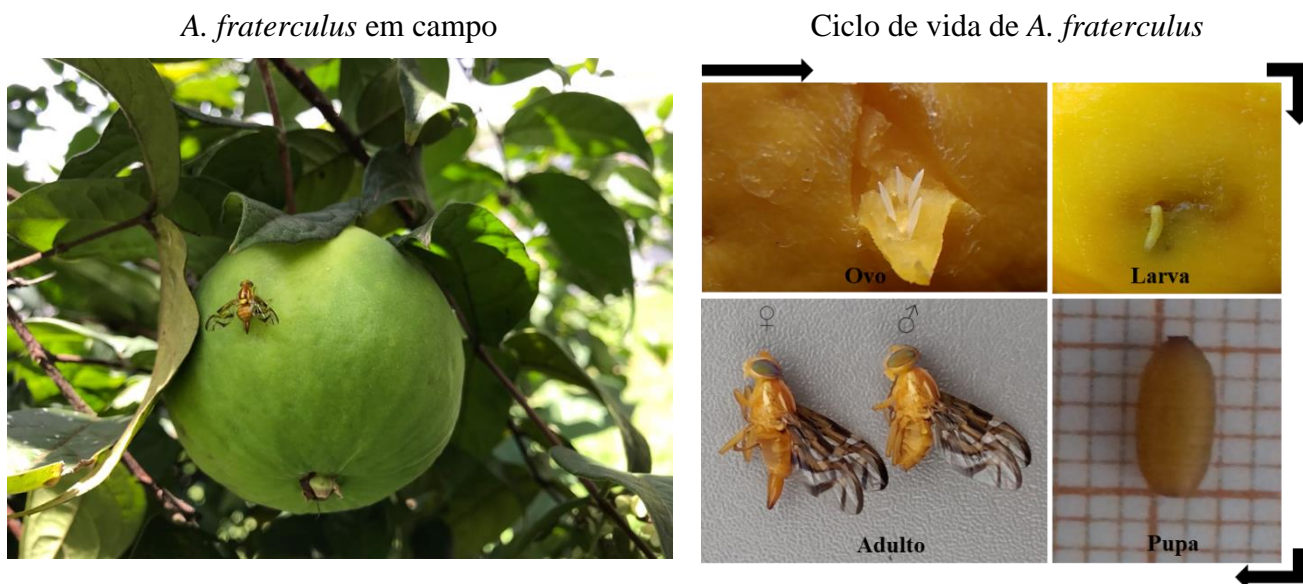 A. fraterculus em campo
Ciclo de vida de A. fraterculus
Ovo
Larva
♀
♂
Adulto
Pupa